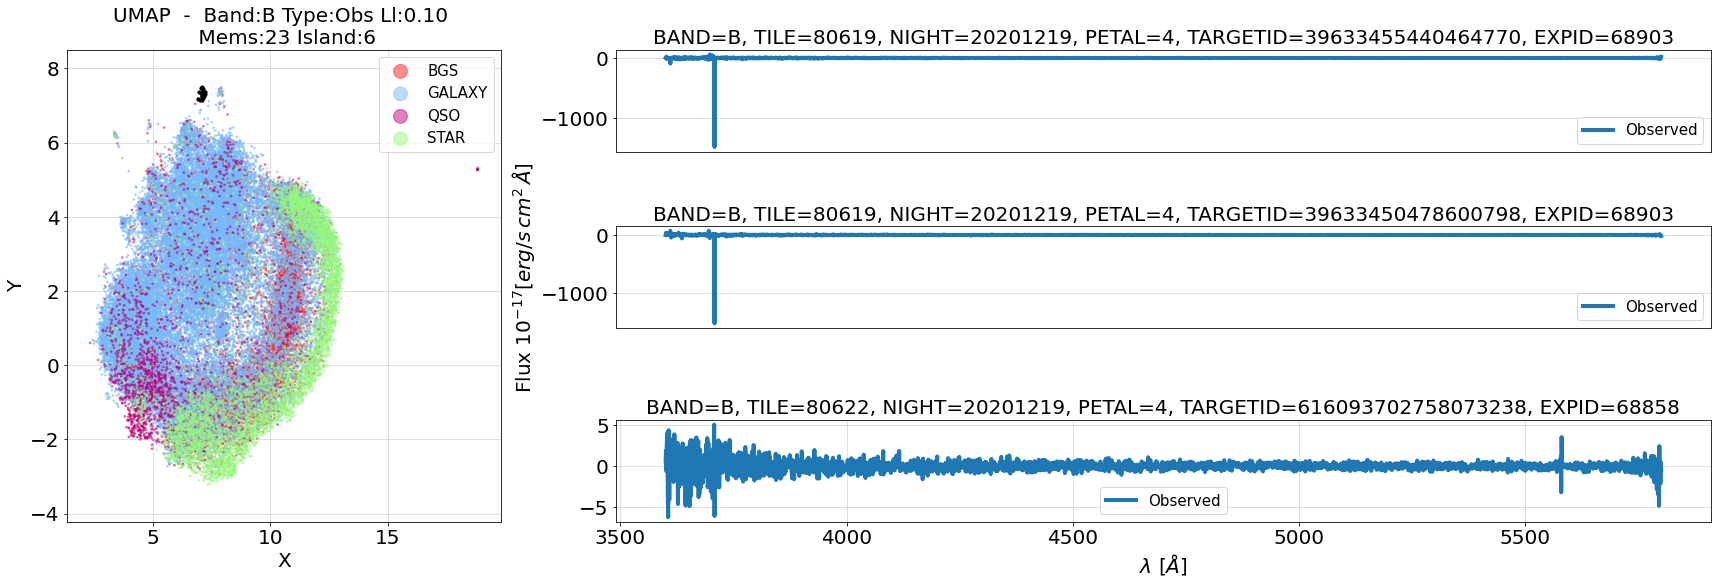 UMAP - Band:B Type:Obs Ll:0.10
Mems:23 Island:6
BGS
GALAXY
QSO
STAR
8
6
4
2
0
−2
−4
Y
5
10
15
X
Flux 10⁻¹⁷[erg/s cm² Å]
BAND=B, TILE=80619, NIGHT=20201219, PETAL=4, TARGETID=39633455440464770, EXPID=68903
0
−1000
Observed
BAND=B, TILE=80619, NIGHT=20201219, PETAL=4, TARGETID=39633450478600798, EXPID=68903
0
−1000
Observed
BAND=B, TILE=80622, NIGHT=20201219, PETAL=4, TARGETID=616093702758073238, EXPID=68858
5
0
−5
Observed
3500
4000
4500
5000
5500
λ [Å]